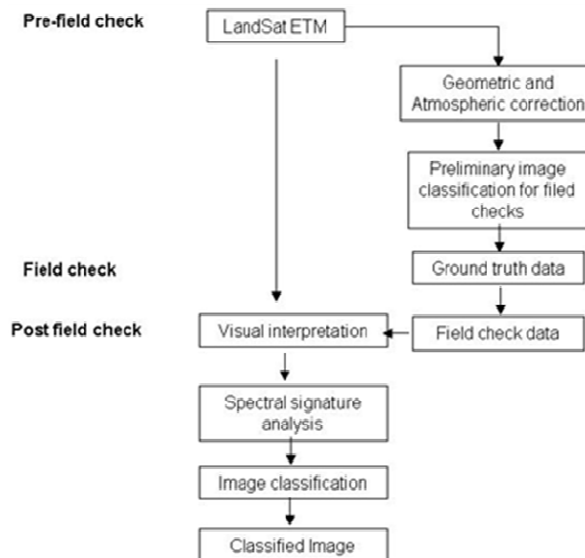 Pre-field check
LandSat ETM
Geometric and
Atmospheric correction
Preliminary image
classification for filed
checks
Field check
Ground truth data
Post field check
Visual interpretation
Field check data
Spectral signature
analysis
Image classification
Classified Image